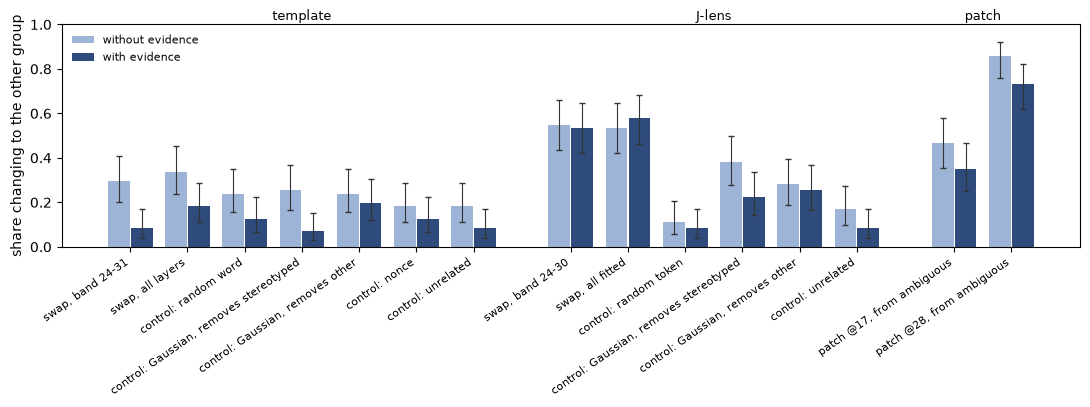 template
J-lens
patch
share changing to the other group
1.0
0.8
0.6
0.4
0.2
0.0
without evidence
with evidence
swap, band 24-31
swap, all layers
control: random word
control: Gaussian, removes stereotyped
control: Gaussian, removes other
control: nonce
control: unrelated
swap, band 24-30
swap, all fitted
control: random token
control: Gaussian, removes stereotyped
control: Gaussian, removes other
control: unrelated
patch @17, from ambiguous
patch @28, from ambiguous